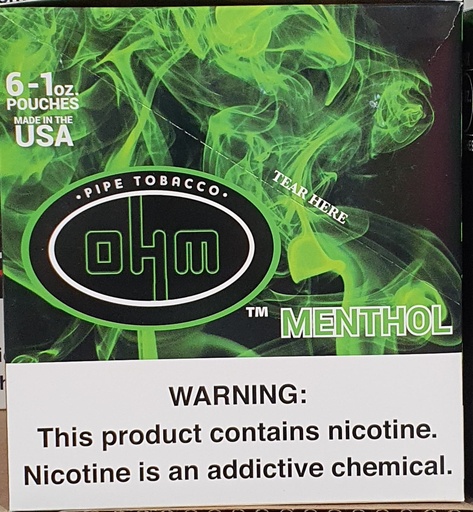 6-1oz.
POUCHES
MADE IN THE
USA
•PIPE TOBACCO•
ohm
TEAR HERE
™
MENTHOL
WARNING:
This product contains nicotine.
Nicotine is an addictive chemical.